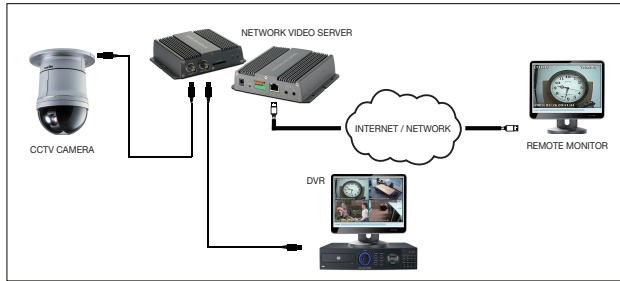 NETWORK VIDEO SERVER
CCTV CAMERA
INTERNET / NETWORK
REMOTE MONITOR
DVR